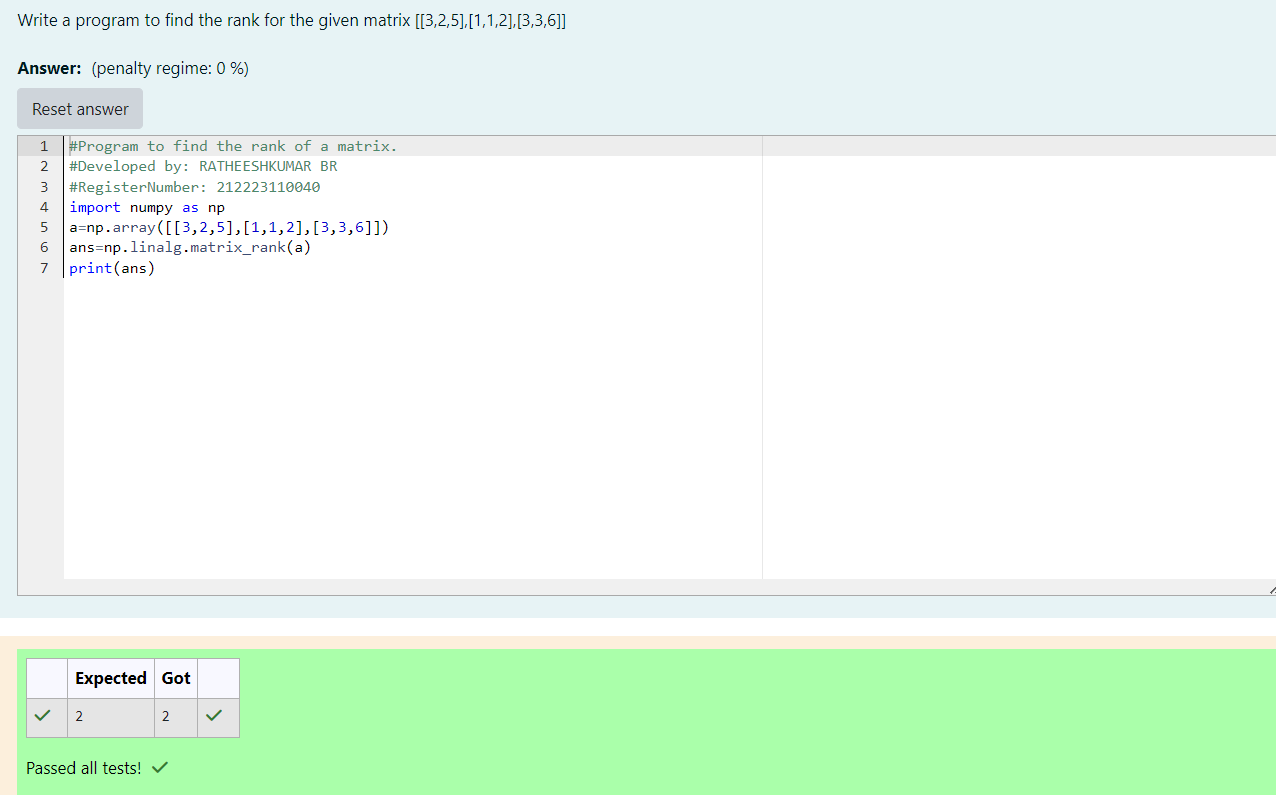 Write a program to find the rank for the given matrix [[3,2,5],[1,1,2],[3,3,6]]
Answer: (penalty regime: 0 %)
Reset answer
1 #Program to find the rank of a matrix.
2 #Developed by: RATHEESHKUMAR BR
3 #RegisterNumber: 212223110040
4 import numpy as np
5 a=np.array([[3,2,5],[1,1,2],[3,3,6]])
6 ans=np.linalg.matrix_rank(a)
7 print(ans)
Expected Got
2 2
Passed all tests!